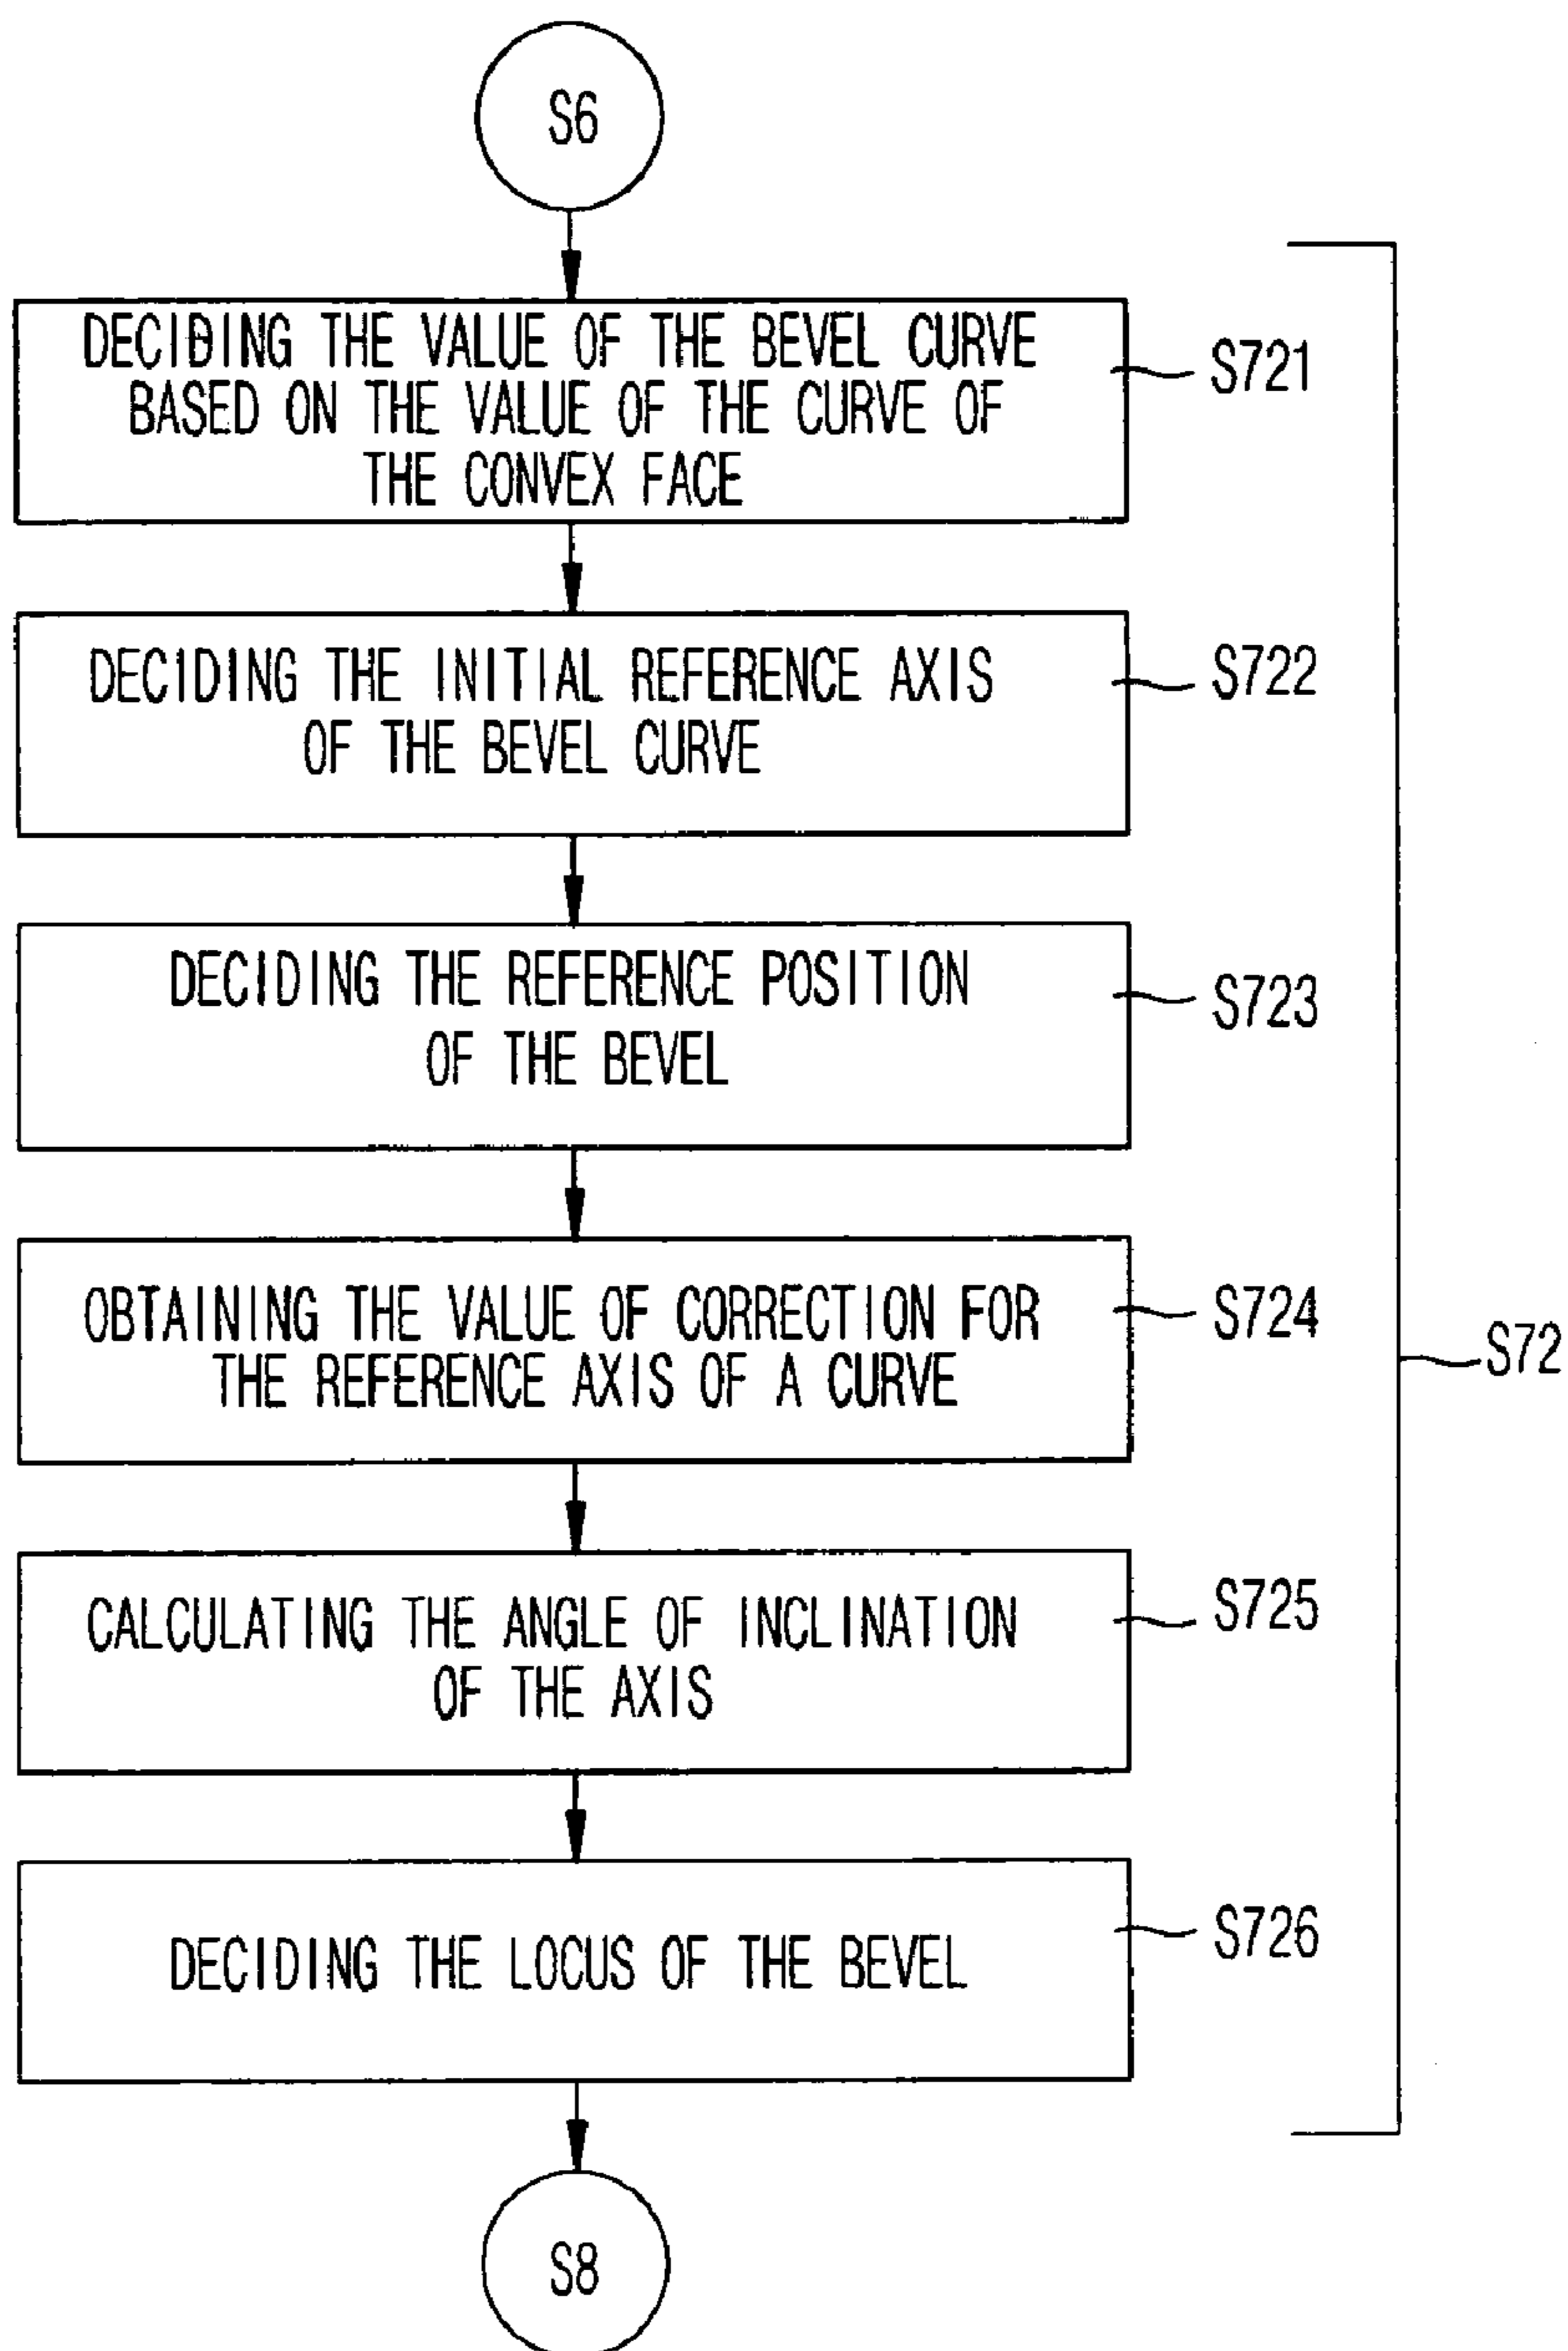 S6
DECIDING THE VALUE OF THE BEVEL CURVE
BASED ON THE VALUE OF THE CURVE OF
THE CONVEX FACE
S721
DECIDING THE INITIAL REFERENCE AXIS
OF THE BEVEL CURVE
S722
DECIDING THE REFERENCE POSITION
OF THE BEVEL
S723
OBTAINING THE VALUE OF CORRECTION FOR
THE REFERENCE AXIS OF A CURVE
S724
S72
CALCULATING THE ANGLE OF INCLINATION
OF THE AXIS
S725
DECIDING THE LOCUS OF THE BEVEL
S726
S8